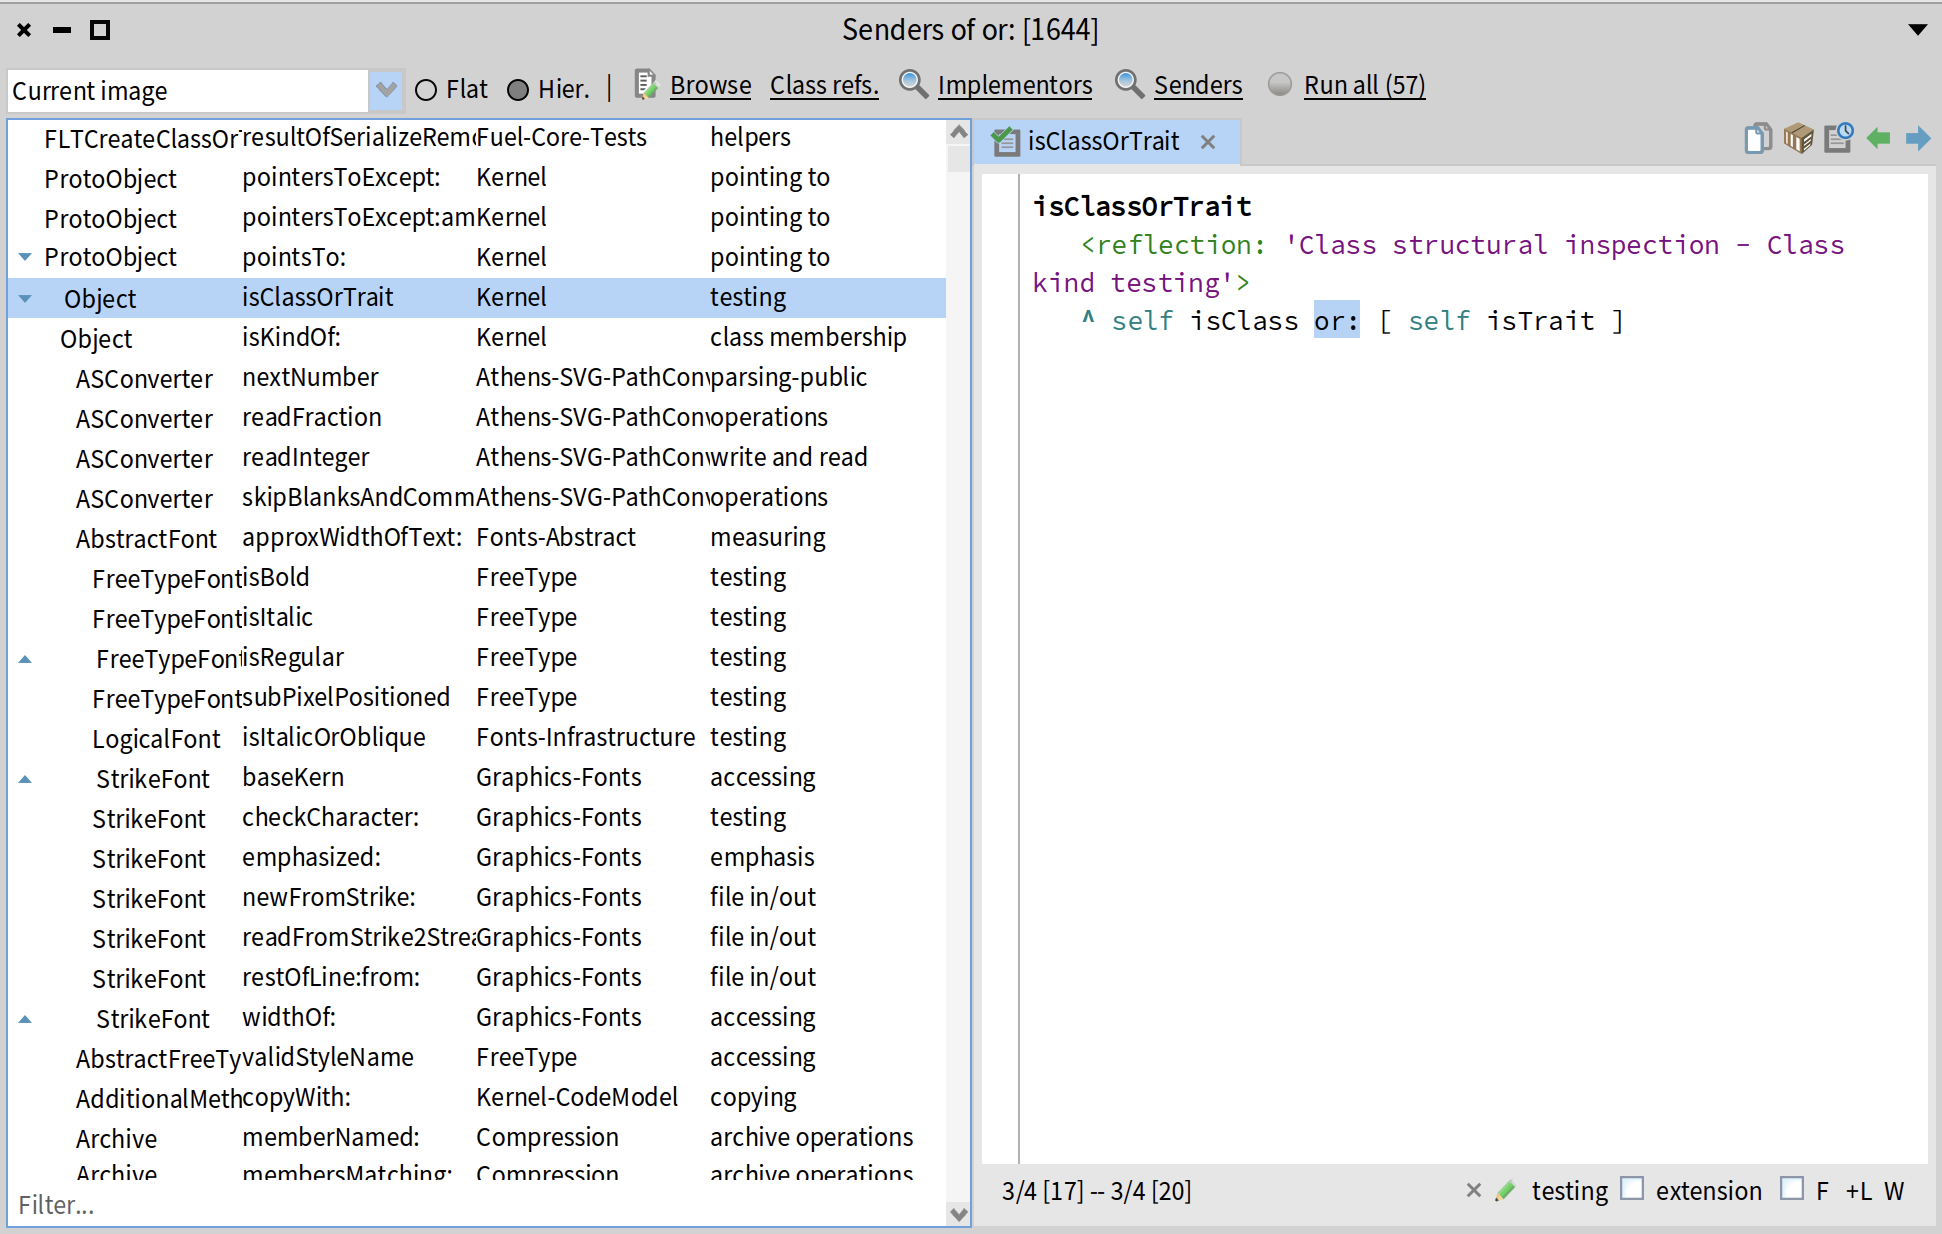 Senders of or: [1644]
Current image Flat Hier. | Browse Class refs. Implementors Senders Run all (57)
FLTCreateClassOr resultOfSerializeRem Fuel-Core-Tests helpers
ProtoObject pointersToExcept: Kernel pointing to
ProtoObject pointersToExcept:am Kernel pointing to
ProtoObject pointsTo: Kernel pointing to
Object isClassOrTrait Kernel testing
Object isKindOf: Kernel class membership
ASConverter nextNumber Athens-SVG-PathCon parsing-public
ASConverter readFraction Athens-SVG-PathCon operations
ASConverter readInteger Athens-SVG-PathCon write and read
ASConverter skipBlanksAndComm Athens-SVG-PathCon operations
AbstractFont approxWidthOfText: Fonts-Abstract measuring
FreeTypeFont isBold FreeType testing
FreeTypeFont isItalic FreeType testing
FreeTypeFont isRegular FreeType testing
FreeTypeFont subPixelPositioned FreeType testing
LogicalFont isItalicOrOblique Fonts-Infrastructure testing
StrikeFont baseKern Graphics-Fonts accessing
StrikeFont checkCharacter: Graphics-Fonts testing
StrikeFont emphasized: Graphics-Fonts emphasis
StrikeFont newFromStrike: Graphics-Fonts file in/out
StrikeFont readFromStrike2Strea Graphics-Fonts file in/out
StrikeFont restOfLine:from: Graphics-Fonts file in/out
StrikeFont widthOf: Graphics-Fonts accessing
AbstractFreeTy validStyleName FreeType accessing
AdditionalMeth copyWith: Kernel-CodeModel copying
Archive memberNamed: Compression archive operations
Archive membersMatching: Compression archive operations
Filter...
isClassOrTrait
isClassOrTrait
<reflection: 'Class structural inspection - Class
kind testing'>
^ self isClass or: [ self isTrait ]
3/4 [17] -- 3/4 [20] testing extension F +L W